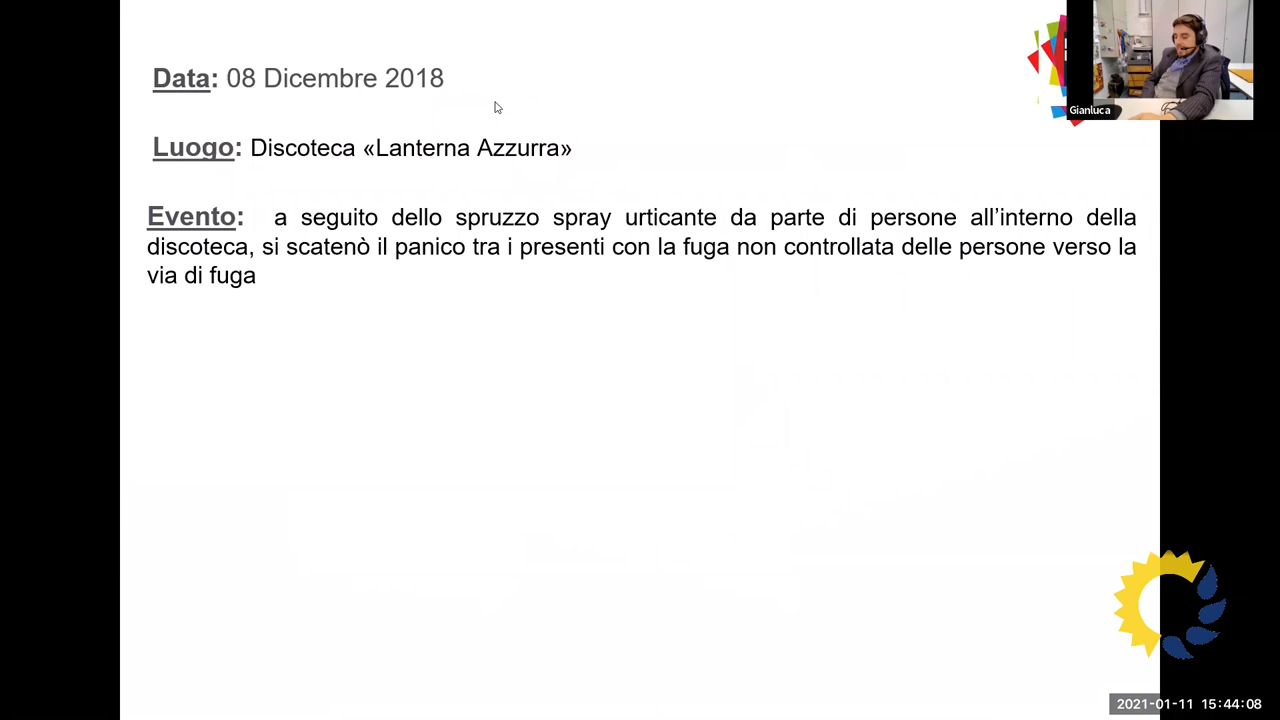 Data: 08 Dicembre 2018
Gianluca
Luogo: Discoteca «Lanterna Azzurra»
Evento: a seguito dello spruzzo spray urticante da parte di persone all’interno della
discoteca, si scatenò il panico tra i presenti con la fuga non controllata delle persone verso la
via di fuga
2021-01-11 15:44:08